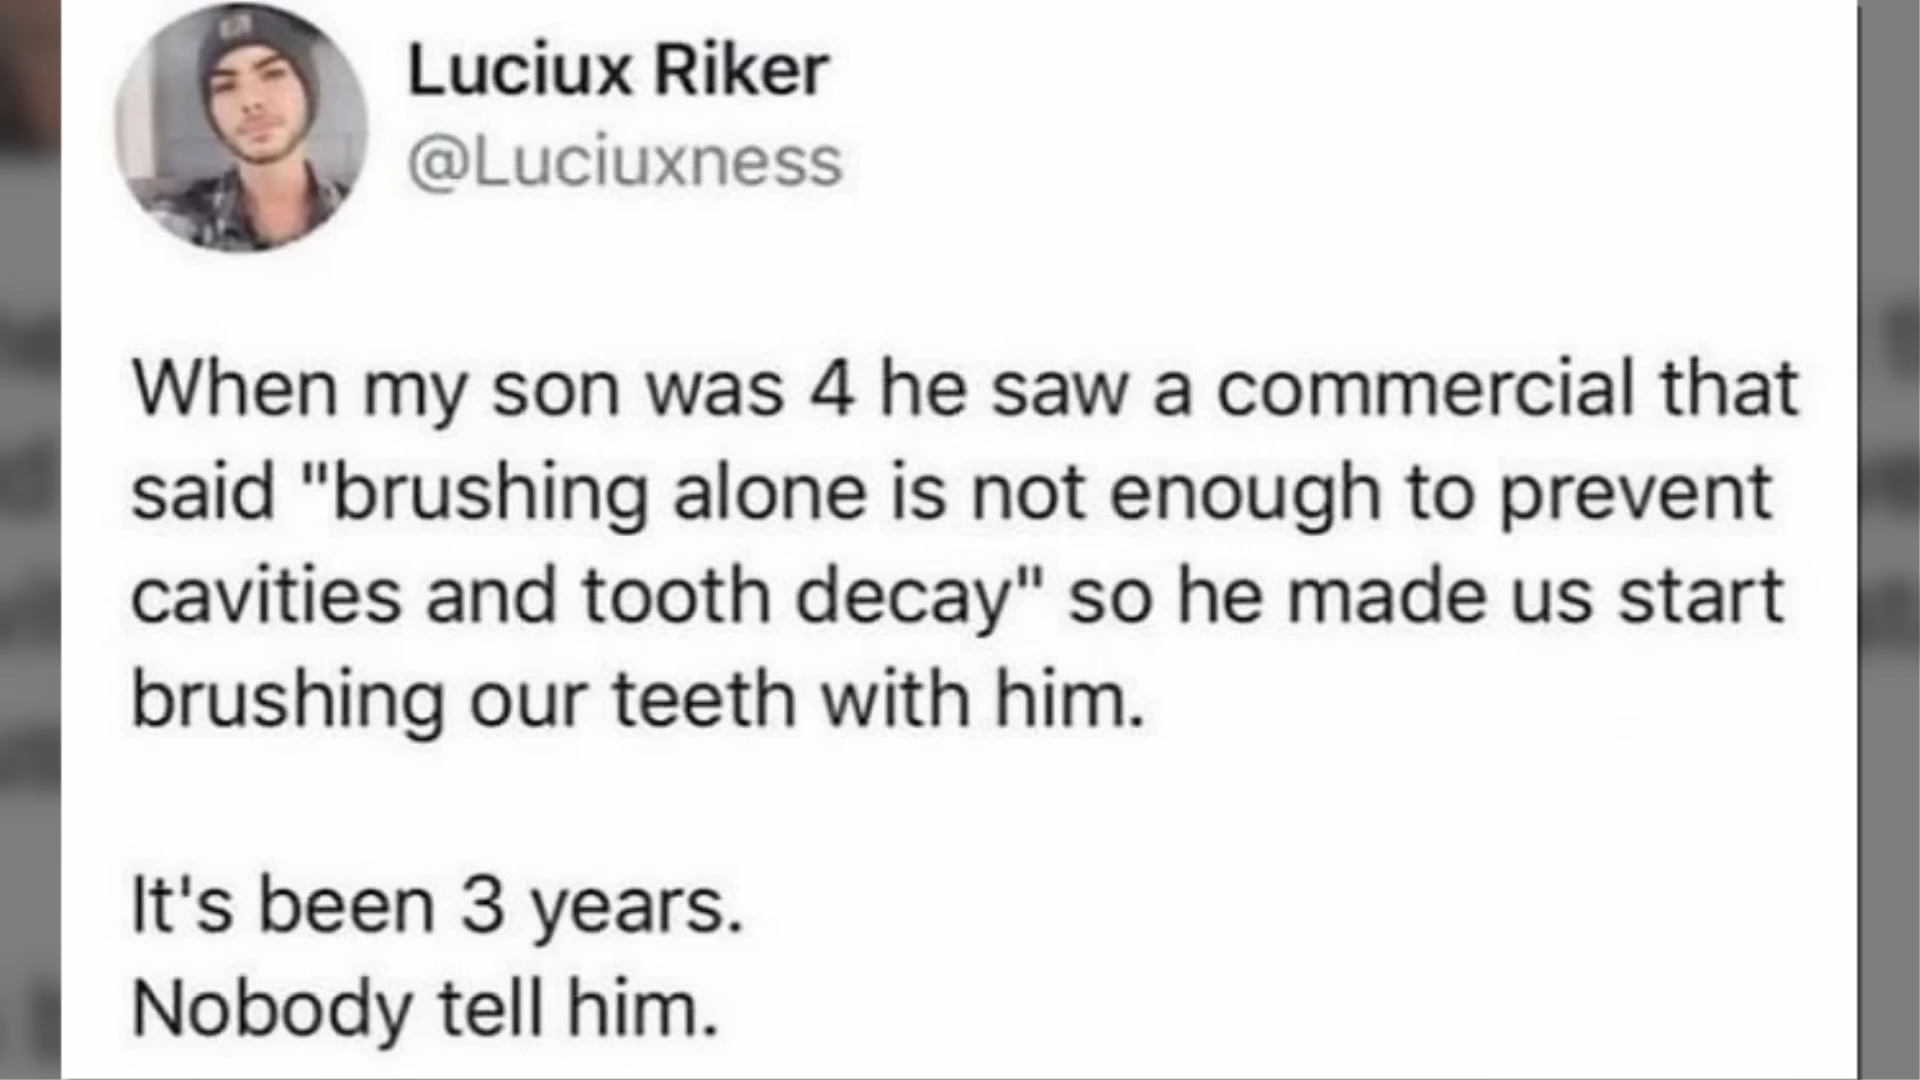 Luciux Riker
@Luciuxness
When my son was 4 he saw a commercial that
said "brushing alone is not enough to prevent
cavities and tooth decay" so he made us start
brushing our teeth with him.
It's been 3 years.
Nobody tell him.